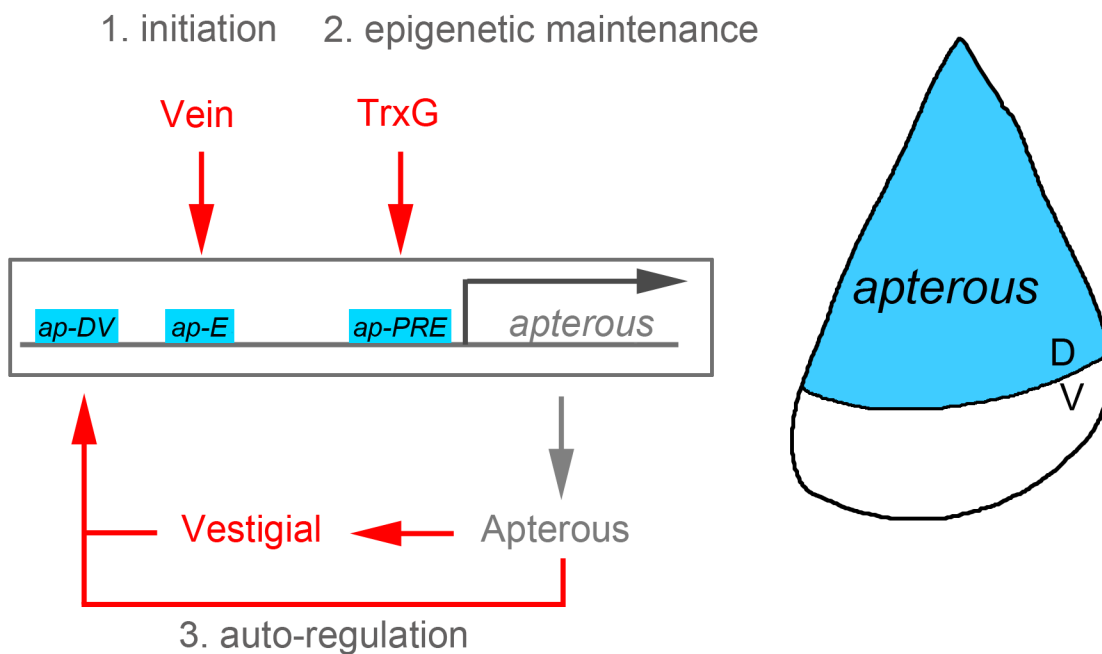 1. initiation 2. epigenetic maintenance
Vein TrxG
ap-DV ap-E ap-PRE apterous
Vestigial Apterous
3. auto-regulation
apterous
D
V